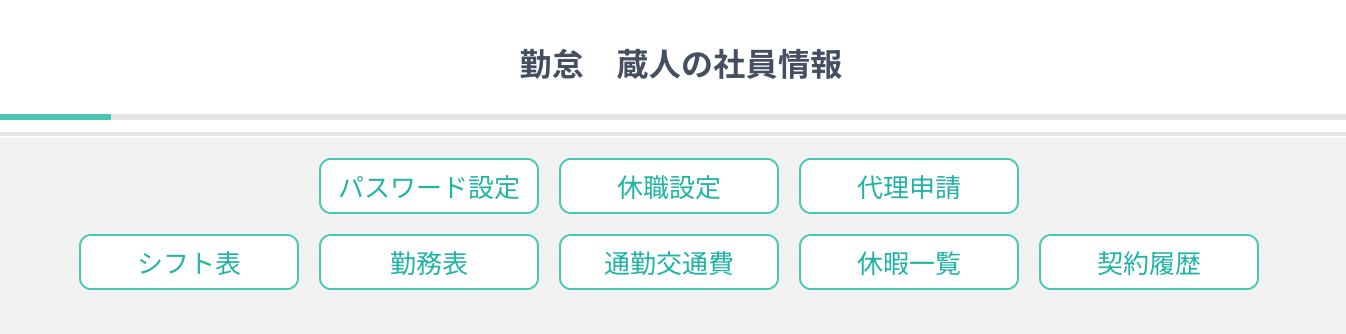 勤怠　蔵人の社員情報
パスワード設定 休職設定 代理申請
シフト表 勤務表 通勤交通費 休暇一覧 契約履歴